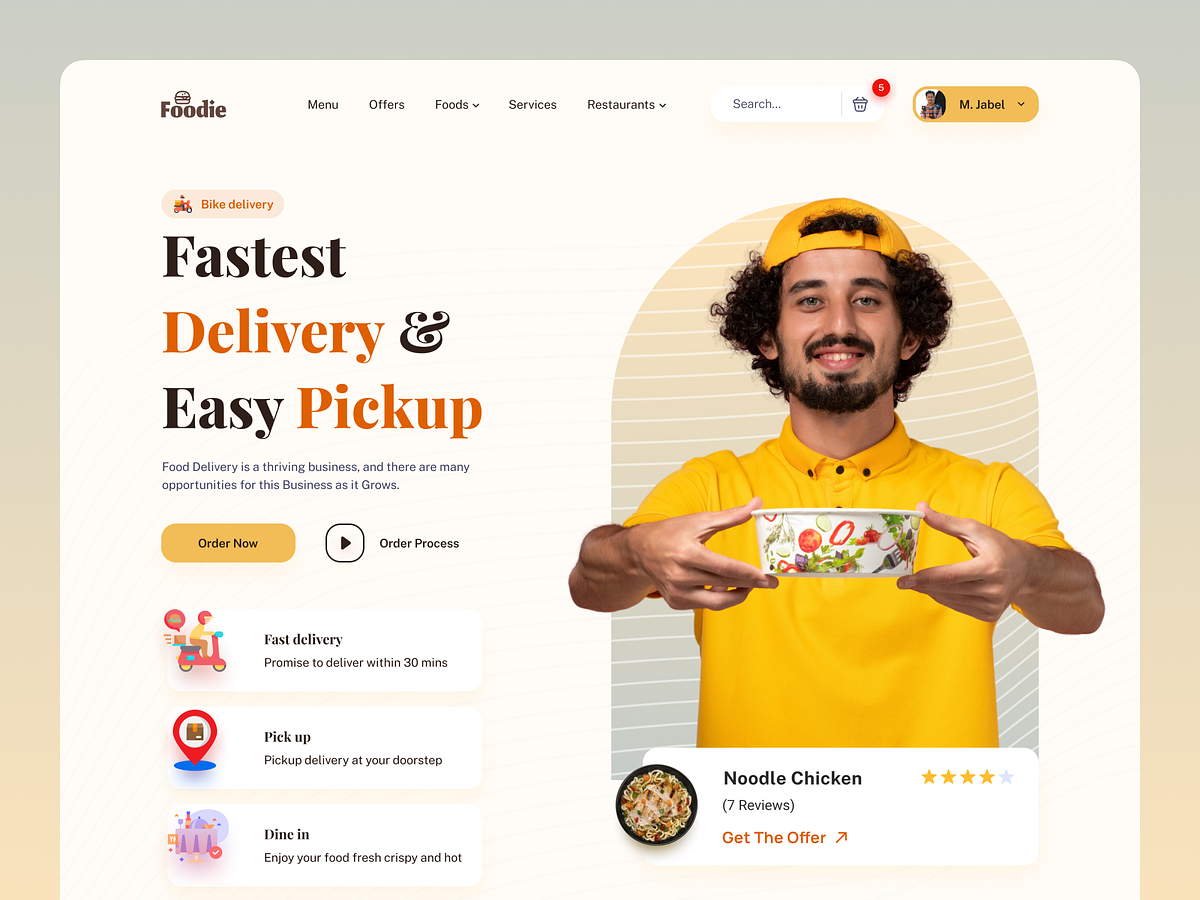 Foodie
Menu
Offers
Foods
Services
Restaurants
Search...
5
M. Jabel
Bike delivery
Fastest
Delivery &
Easy Pickup
Food Delivery is a thriving business, and there are many
opportunities for this Business as it Grows.
Order Now
Order Process
Fast delivery
Promise to deliver within 30 mins
Pick up
Pickup delivery at your doorstep
Dine in
Enjoy your food fresh crispy and hot
Noodle Chicken
(7 Reviews)
Get The Offer